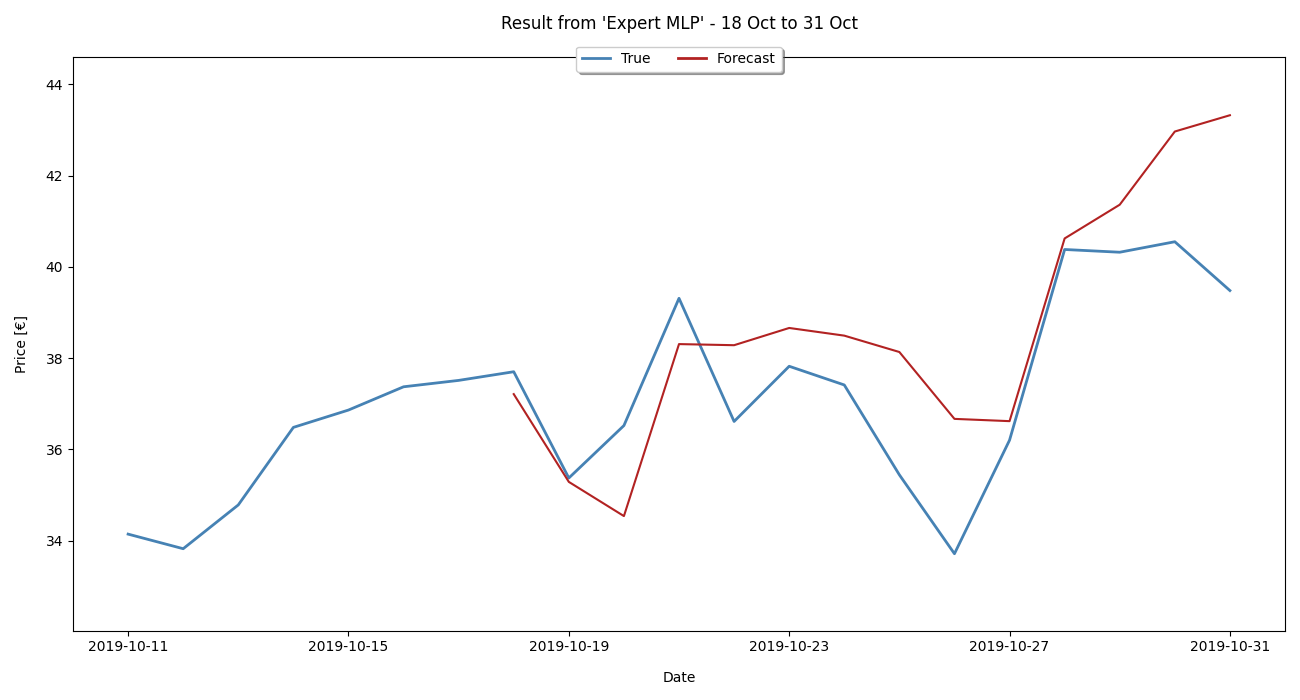 Result from 'Expert MLP' - 18 Oct to 31 Oct
True Forecast
44
42
40
38
36
34
Price [€]
2019-10-11 2019-10-15 2019-10-19 2019-10-23 2019-10-27 2019-10-31
Date